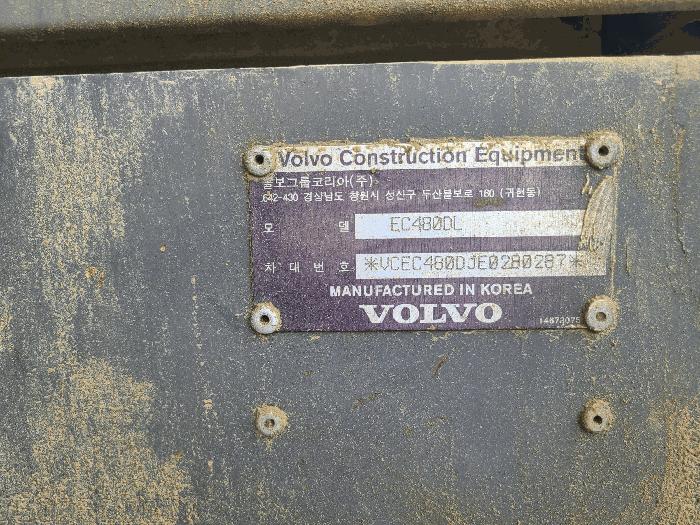 Volvo Construction Equipment
볼보그룹코리아(주)
642-430 경상남도 창원시 성산구 두산볼보로 160 (귀현동)
모 델 EC480DL
차 대 번 호 *VCEC480DJE0280287*
MANUFACTURED IN KOREA
VOLVO